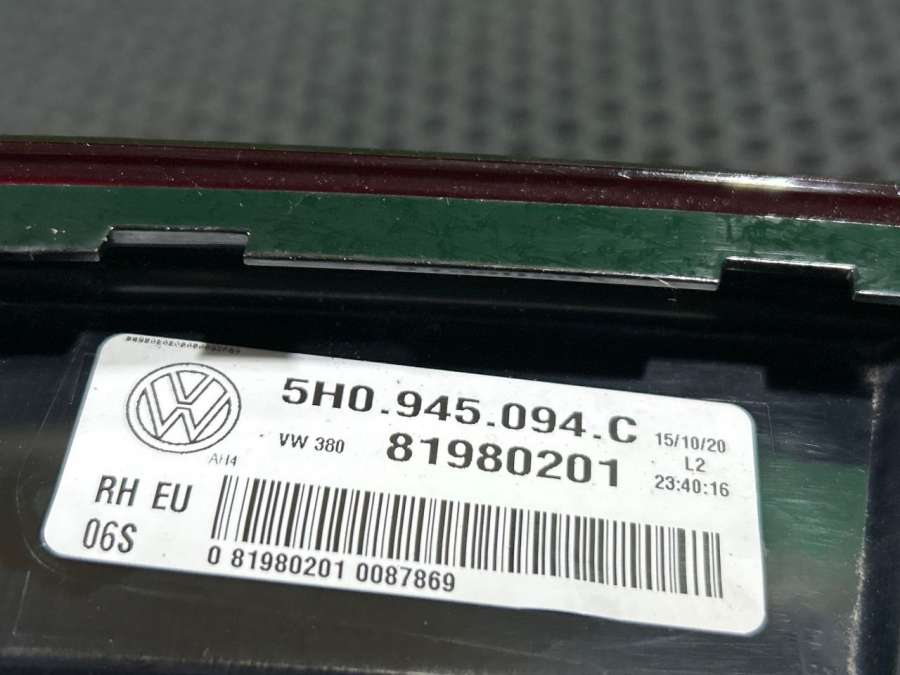 5H0.945.094.C
VW 380
81980201
15/10/20
L2
23:40:16
AH4
RH EU
06S
0 81980201 0087869